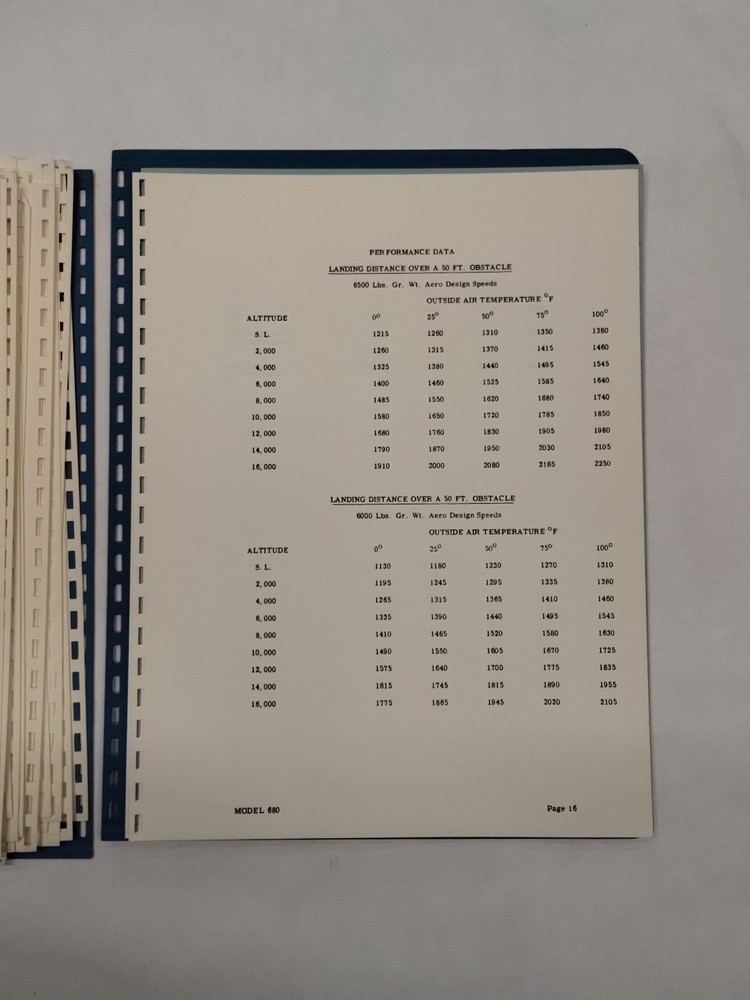 PERFORMANCE DATA
LANDING DISTANCE OVER A 50 FT. OBSTACLE
6500 Lbs. Gr. Wt. Aero Design Speeds
OUTSIDE AIR TEMPERATURE °F
ALTITUDE 0° 25° 50° 75° 100°
S. L. 1215 1260 1310 1350 1380
2,000 1260 1315 1370 1415 1460
4,000 1325 1380 1440 1495 1545
6,000 1400 1460 1525 1585 1640
8,000 1485 1550 1620 1680 1740
10,000 1580 1650 1720 1785 1850
12,000 1680 1760 1830 1905 1980
14,000 1790 1870 1950 2030 2105
16,000 1910 2000 2080 2165 2250
LANDING DISTANCE OVER A 50 FT. OBSTACLE
6000 Lbs. Gr. Wt. Aero Design Speeds
OUTSIDE AIR TEMPERATURE °F
ALTITUDE 0° 25° 50° 75° 100°
S. L. 1130 1180 1230 1270 1310
2,000 1195 1245 1295 1335 1380
4,000 1265 1315 1365 1410 1460
6,000 1335 1390 1440 1495 1545
8,000 1410 1465 1520 1580 1630
10,000 1490 1550 1605 1670 1725
12,000 1575 1640 1700 1775 1835
14,000 1615 1745 1815 1890 1955
16,000 1775 1865 1945 2030 2105
MODEL 680 Page 16